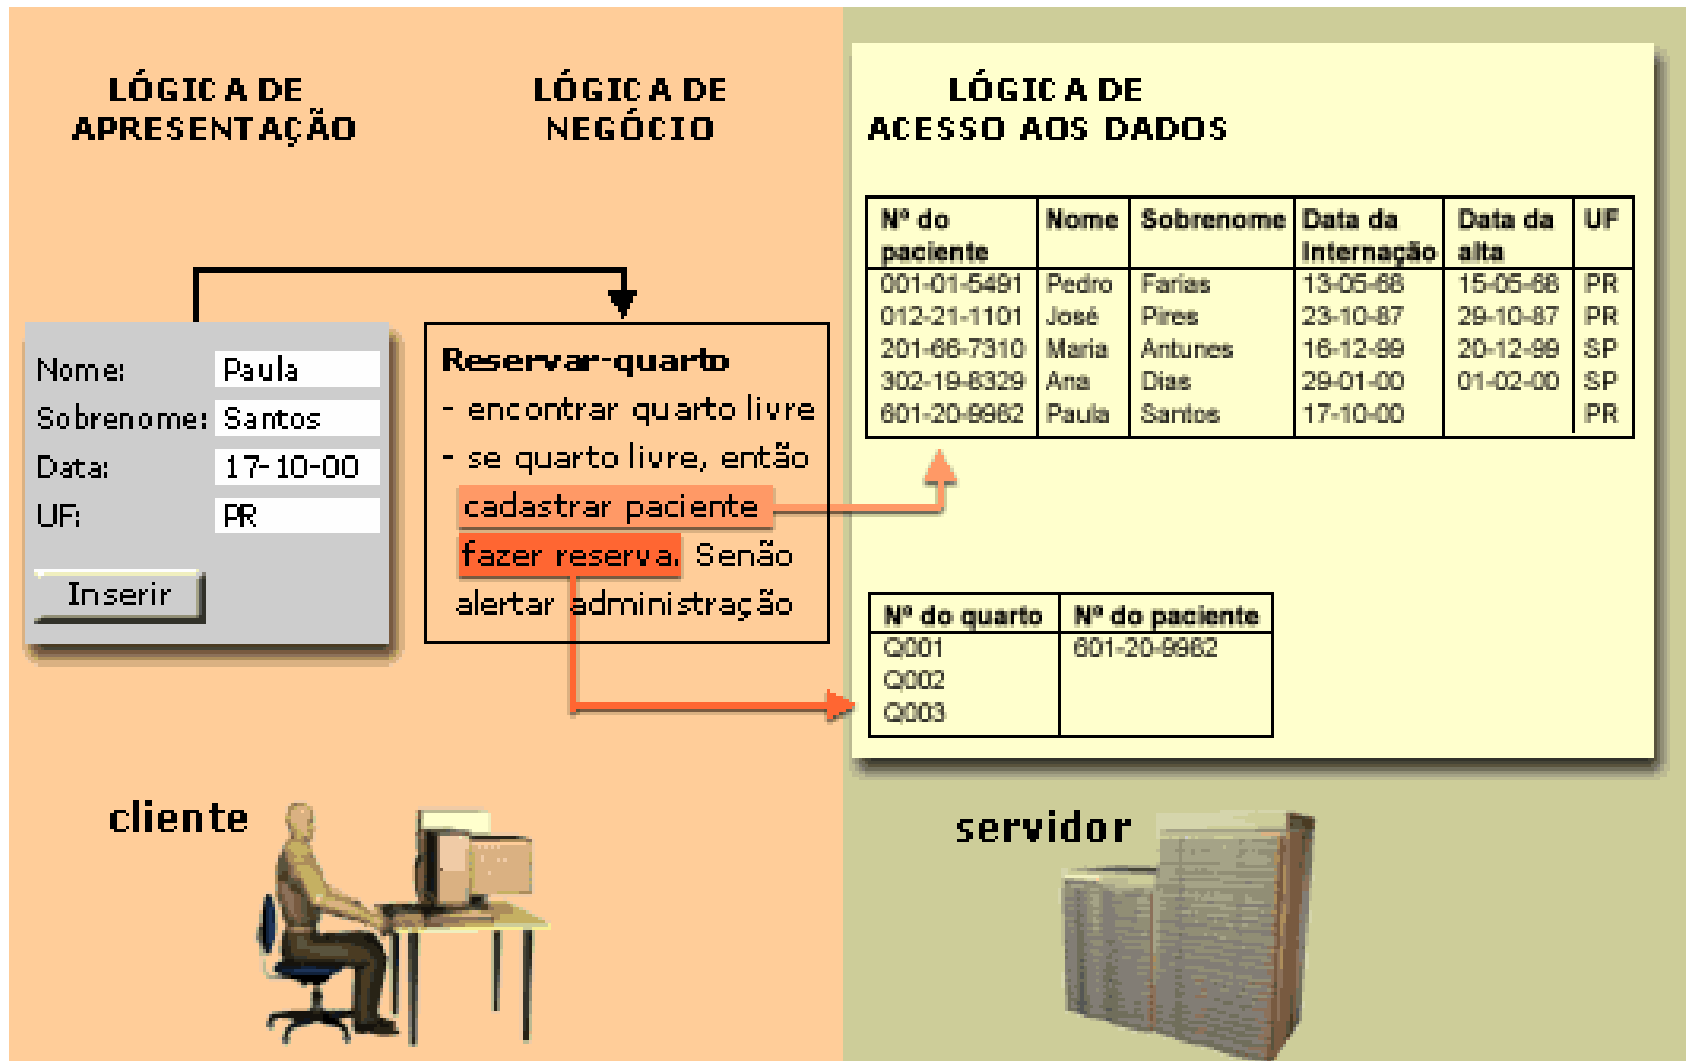 LÓGICA DE
APRESENTAÇÃO
LÓGICA DE
NEGÓCIO
LÓGICA DE
ACESSO AOS DADOS
Nome: Paula
Sobrenome: Santos
Data: 17-10-00
UF: PR
Inserir
Reservar-quarto
- encontrar quarto livre
- se quarto livre, então
cadastrar paciente
fazer reserva. Senão
alertar administração
Nº do Nome Sobrenome Data da Data da UF
paciente Internação alta
001-01-5491 Pedro Farias 13-05-68 15-05-68 PR
012-21-1101 José Pires 23-10-87 29-10-87 PR
201-66-7310 Maria Antunes 16-12-99 20-12-99 SP
302-19-8329 Ana Dias 29-01-00 01-02-00 SP
601-20-9962 Paula Santos 17-10-00 PR
Nº do quarto Nº do paciente
Q001 601-20-9962
Q002
Q003
cliente
servidor